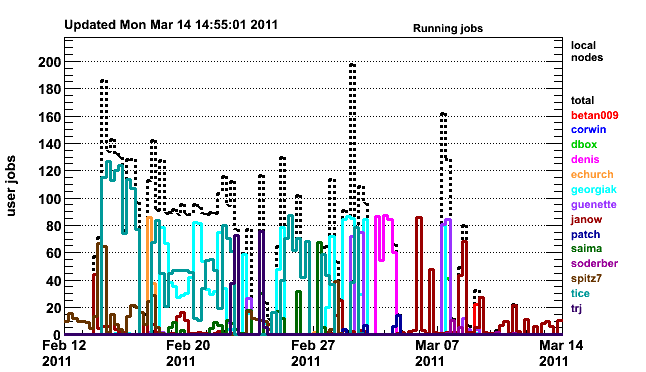 Updated Mon Mar 14 14:55:01 2011
Running jobs
user jobs
200
180
160
140
120
100
80
60
40
20
0
Feb 12 Feb 20 Feb 27 Mar 07 Mar 14
2011 2011 2011 2011 2011
local
nodes
total
betan009
corwin
dbox
denis
echurch
georgiak
guenette
janow
patch
saima
soderber
spitz7
tice
trj